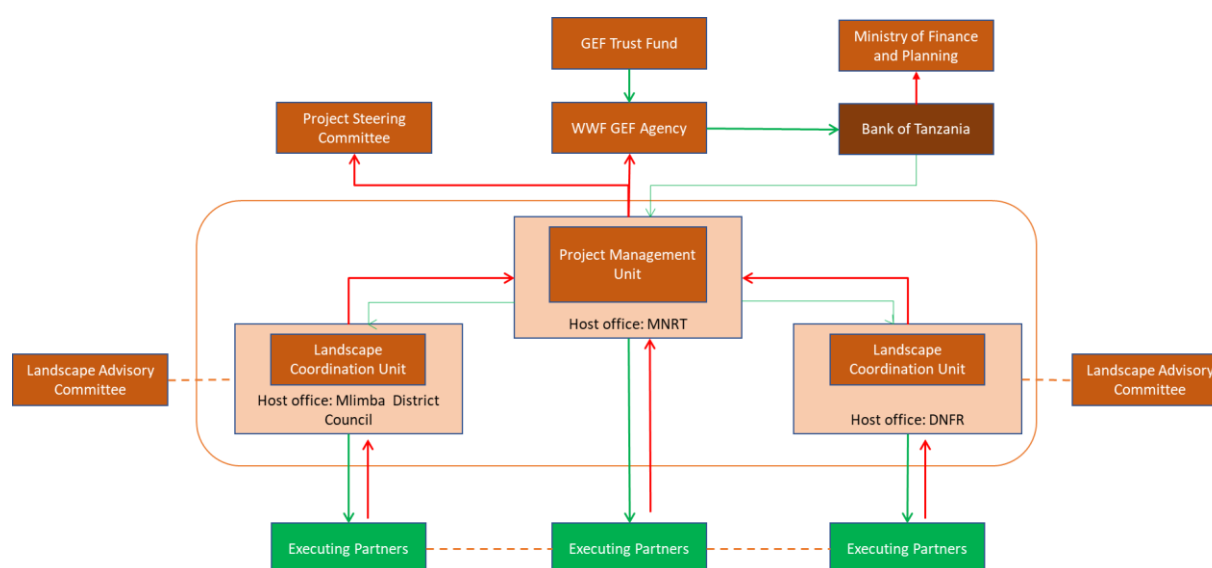 GEF Trust Fund
Ministry of Finance
and Planning
Project Steering
Committee
WWF GEF Agency
Bank of Tanzania
Project Management
Unit
Host office: MNRT
Landscape
Coordination Unit
Host office: Mlimba District
Council
Landscape
Coordination Unit
Host office: DNFR
Landscape Advisory
Committee
Landscape Advisory
Committee
Executing Partners
Executing Partners
Executing Partners